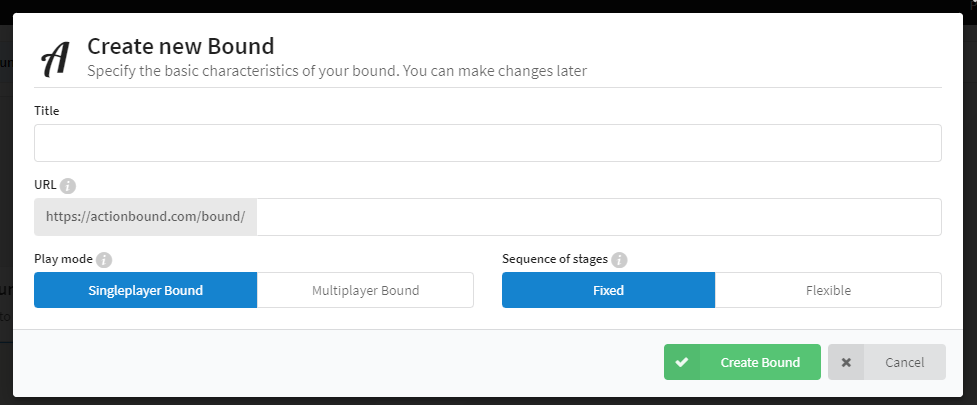 A
Create new Bound
Specify the basic characteristics of your bound. You can make changes later
Title
URL i
https://actionbound.com/bound/
Play mode i
Sequence of stages i
Singleplayer Bound
Multiplayer Bound
Fixed
Flexible
Create Bound
Cancel